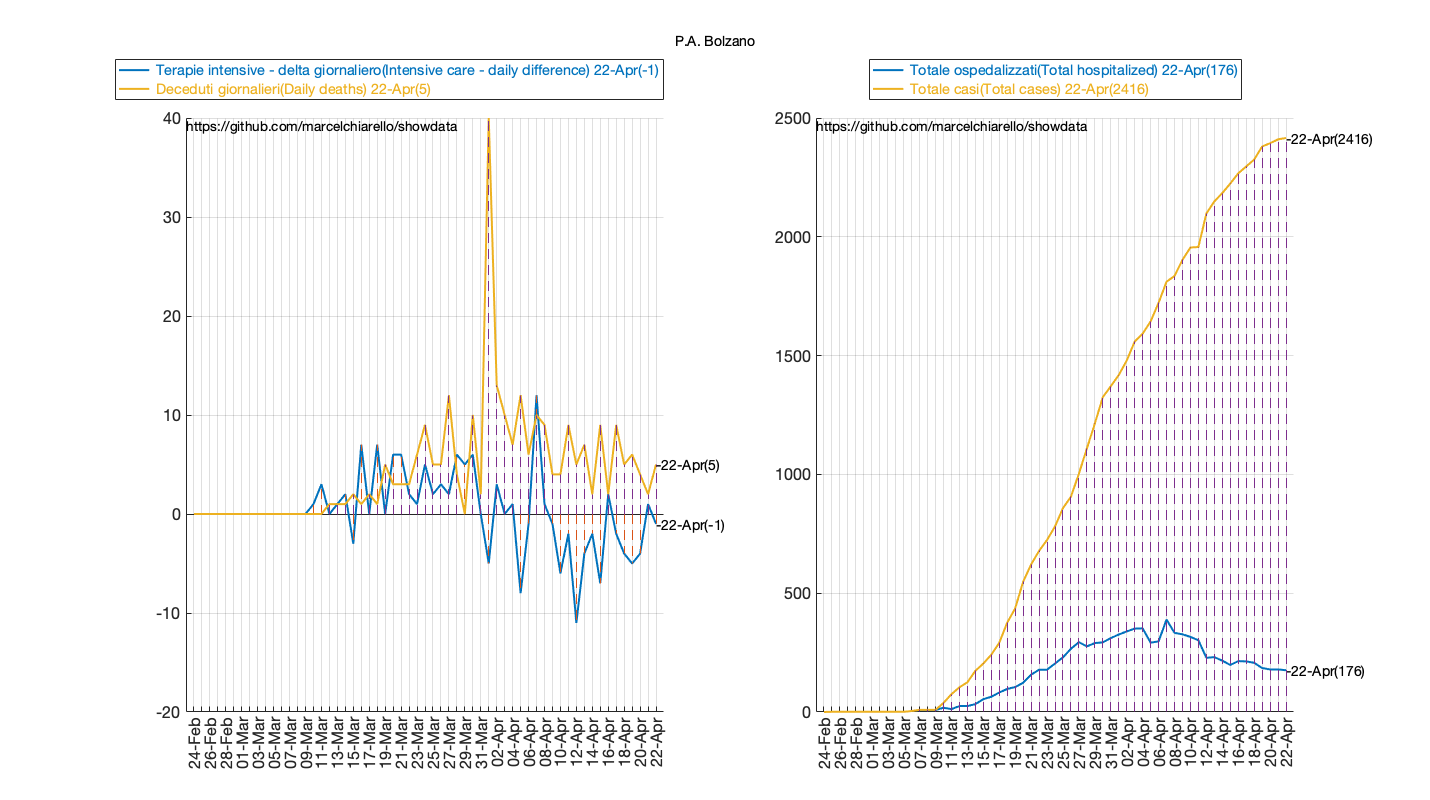 P.A. Bolzano
Terapie intensive - delta giornaliero(Intensive care - daily difference) 22-Apr(-1)
Deceduti giornalieri(Daily deaths) 22-Apr(5)
https://github.com/marcelchiarello/showdata
40
30
20
10
0
-10
-20
-22-Apr(5)
-22-Apr(-1)
24-Feb
26-Feb
28-Feb
01-Mar
03-Mar
05-Mar
07-Mar
09-Mar
11-Mar
13-Mar
15-Mar
17-Mar
19-Mar
21-Mar
23-Mar
25-Mar
27-Mar
29-Mar
31-Mar
02-Apr
04-Apr
06-Apr
08-Apr
10-Apr
12-Apr
14-Apr
16-Apr
18-Apr
20-Apr
22-Apr
Totale ospedalizzati(Total hospitalized) 22-Apr(176)
Totale casi(Total cases) 22-Apr(2416)
https://github.com/marcelchiarello/showdata
2500
2000
1500
1000
500
0
-22-Apr(2416)
-22-Apr(176)
24-Feb
26-Feb
28-Feb
01-Mar
03-Mar
05-Mar
07-Mar
09-Mar
11-Mar
13-Mar
15-Mar
17-Mar
19-Mar
21-Mar
23-Mar
25-Mar
27-Mar
29-Mar
31-Mar
02-Apr
04-Apr
06-Apr
08-Apr
10-Apr
12-Apr
14-Apr
16-Apr
18-Apr
20-Apr
22-Apr